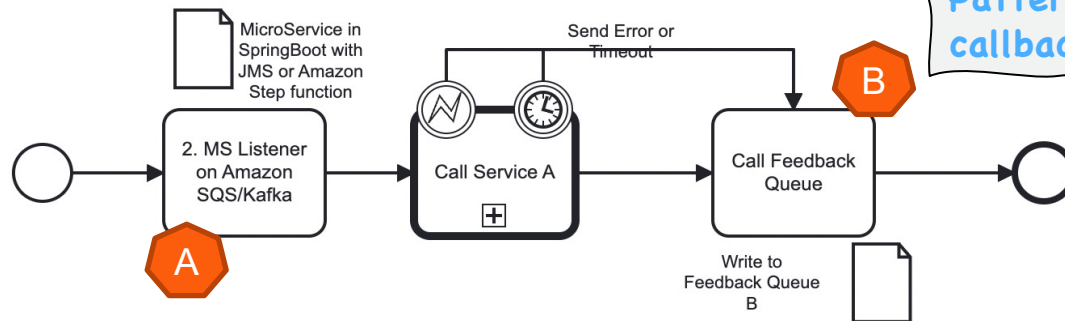 MicroService in
SpringBoot with
JMS or Amazon
Step function
Send Error or
Timeout
B
2. MS Listener
on Amazon
SQS/Kafka
Call Service A
Call Feedback
Queue
A
Write to
Feedback Queue
B